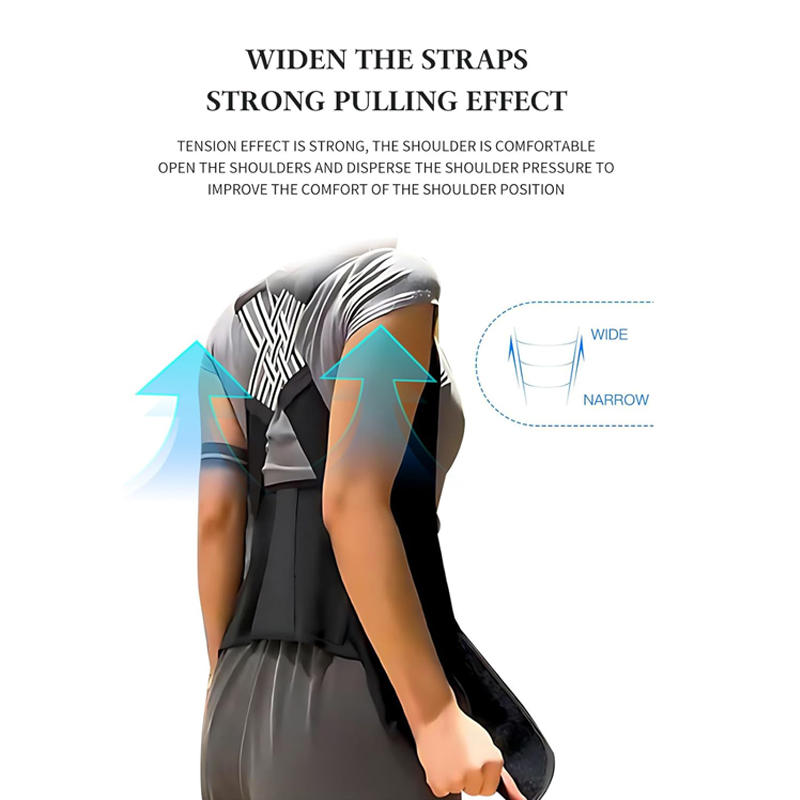 WIDEN THE STRAPS
STRONG PULLING EFFECT
TENSION EFFECT IS STRONG, THE SHOULDER IS COMFORTABLE
OPEN THE SHOULDERS AND DISPERSE THE SHOULDER PRESSURE TO
IMPROVE THE COMFORT OF THE SHOULDER POSITION
WIDE
NARROW